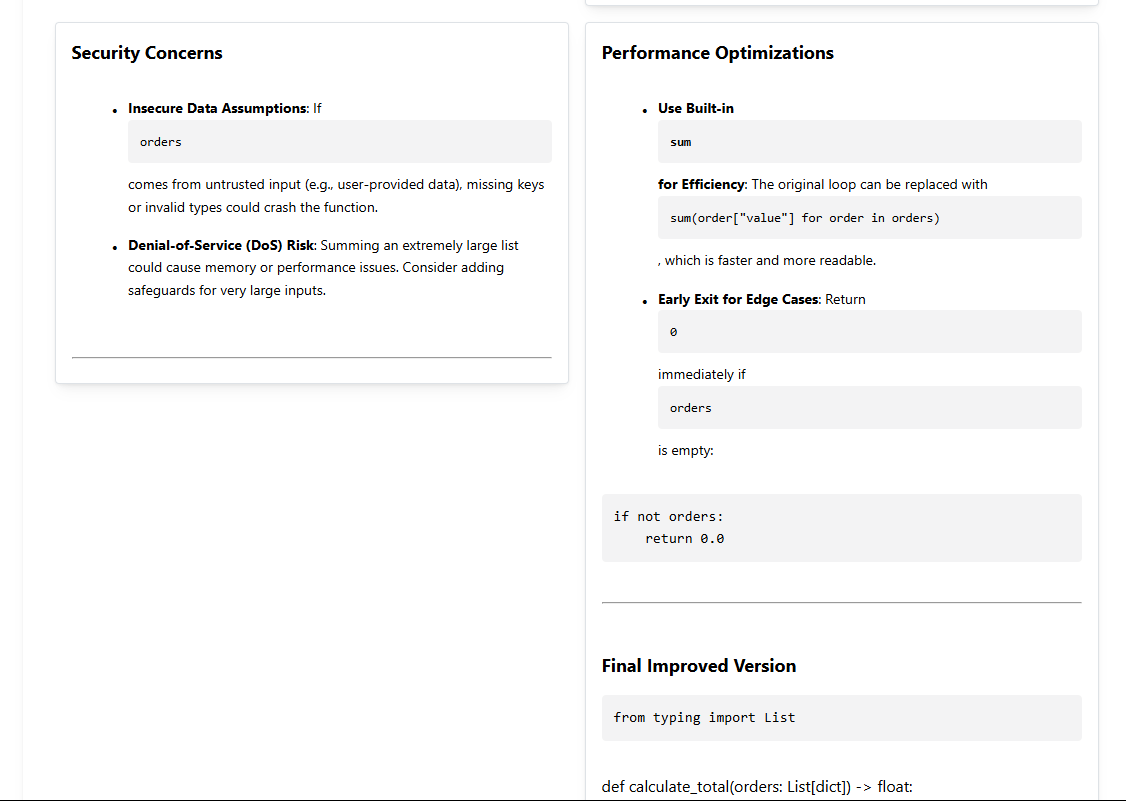 Security Concerns
Insecure Data Assumptions: If
orders
comes from untrusted input (e.g., user-provided data), missing keys
or invalid types could crash the function.
Denial-of-Service (DoS) Risk: Summing an extremely large list
could cause memory or performance issues. Consider adding
safeguards for very large inputs.
Performance Optimizations
Use Built-in
sum
for Efficiency: The original loop can be replaced with
sum(order["value"] for order in orders)
, which is faster and more readable.
Early Exit for Edge Cases: Return
0
immediately if
orders
is empty:
if not orders:
    return 0.0
Final Improved Version
from typing import List
def calculate_total(orders: List[dict]) -> float: